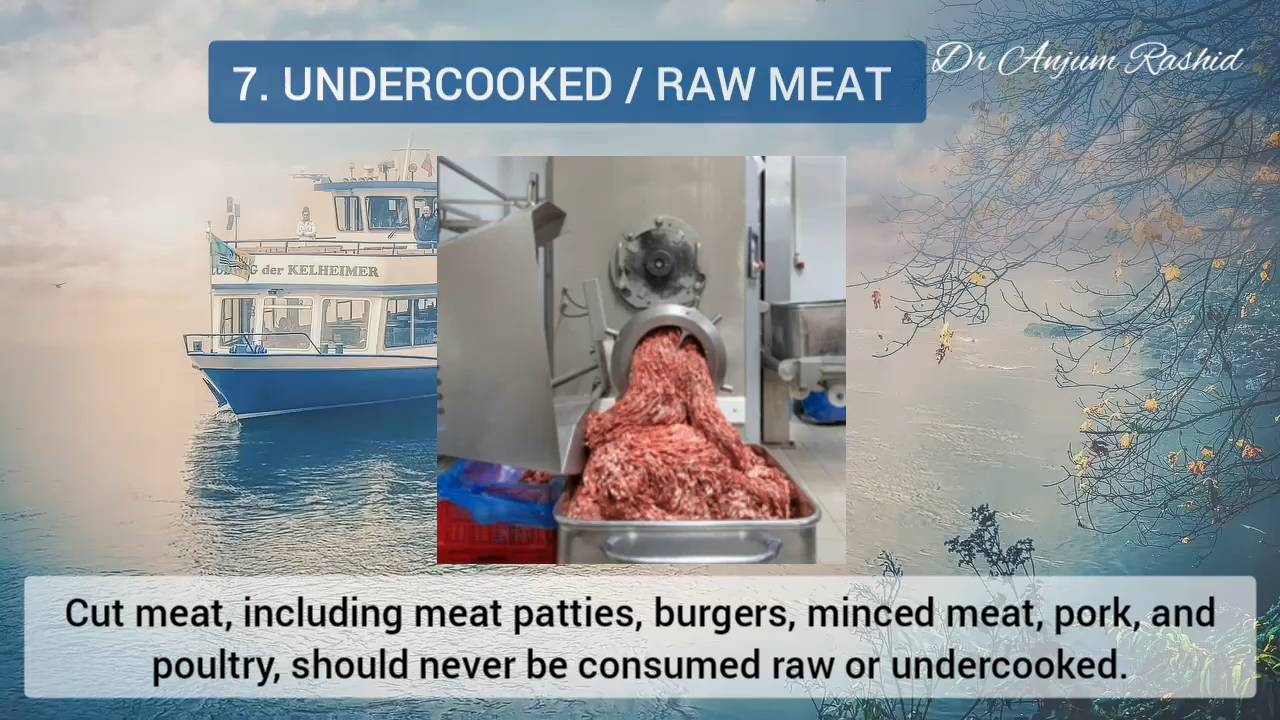 7. UNDERCOOKED / RAW MEAT
Dr Anjum Rashid
G der KELHEIMER
Cut meat, including meat patties, burgers, minced meat, pork, and
poultry, should never be consumed raw or undercooked.